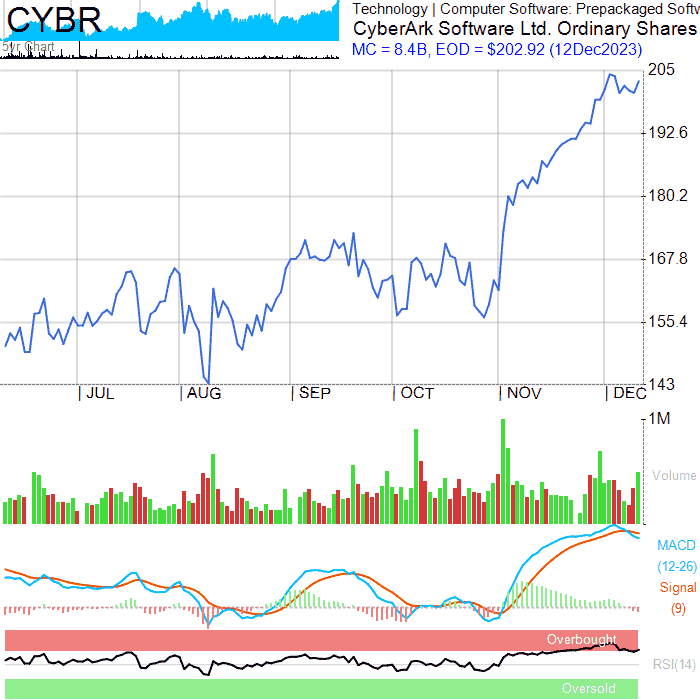 CYBR
5yr Chart
Technology | Computer Software: Prepackaged Softw
CyberArk Software Ltd. Ordinary Shares
MC = 8.4B, EOD = $202.92 (12Dec2023)
205
192.6
180.2
167.8
155.4
143
| JUL | AUG | SEP | OCT | NOV | DEC
1M
Volume
MACD
(12-26)
Signal
(9)
Overbought
RSI(14)
Oversold